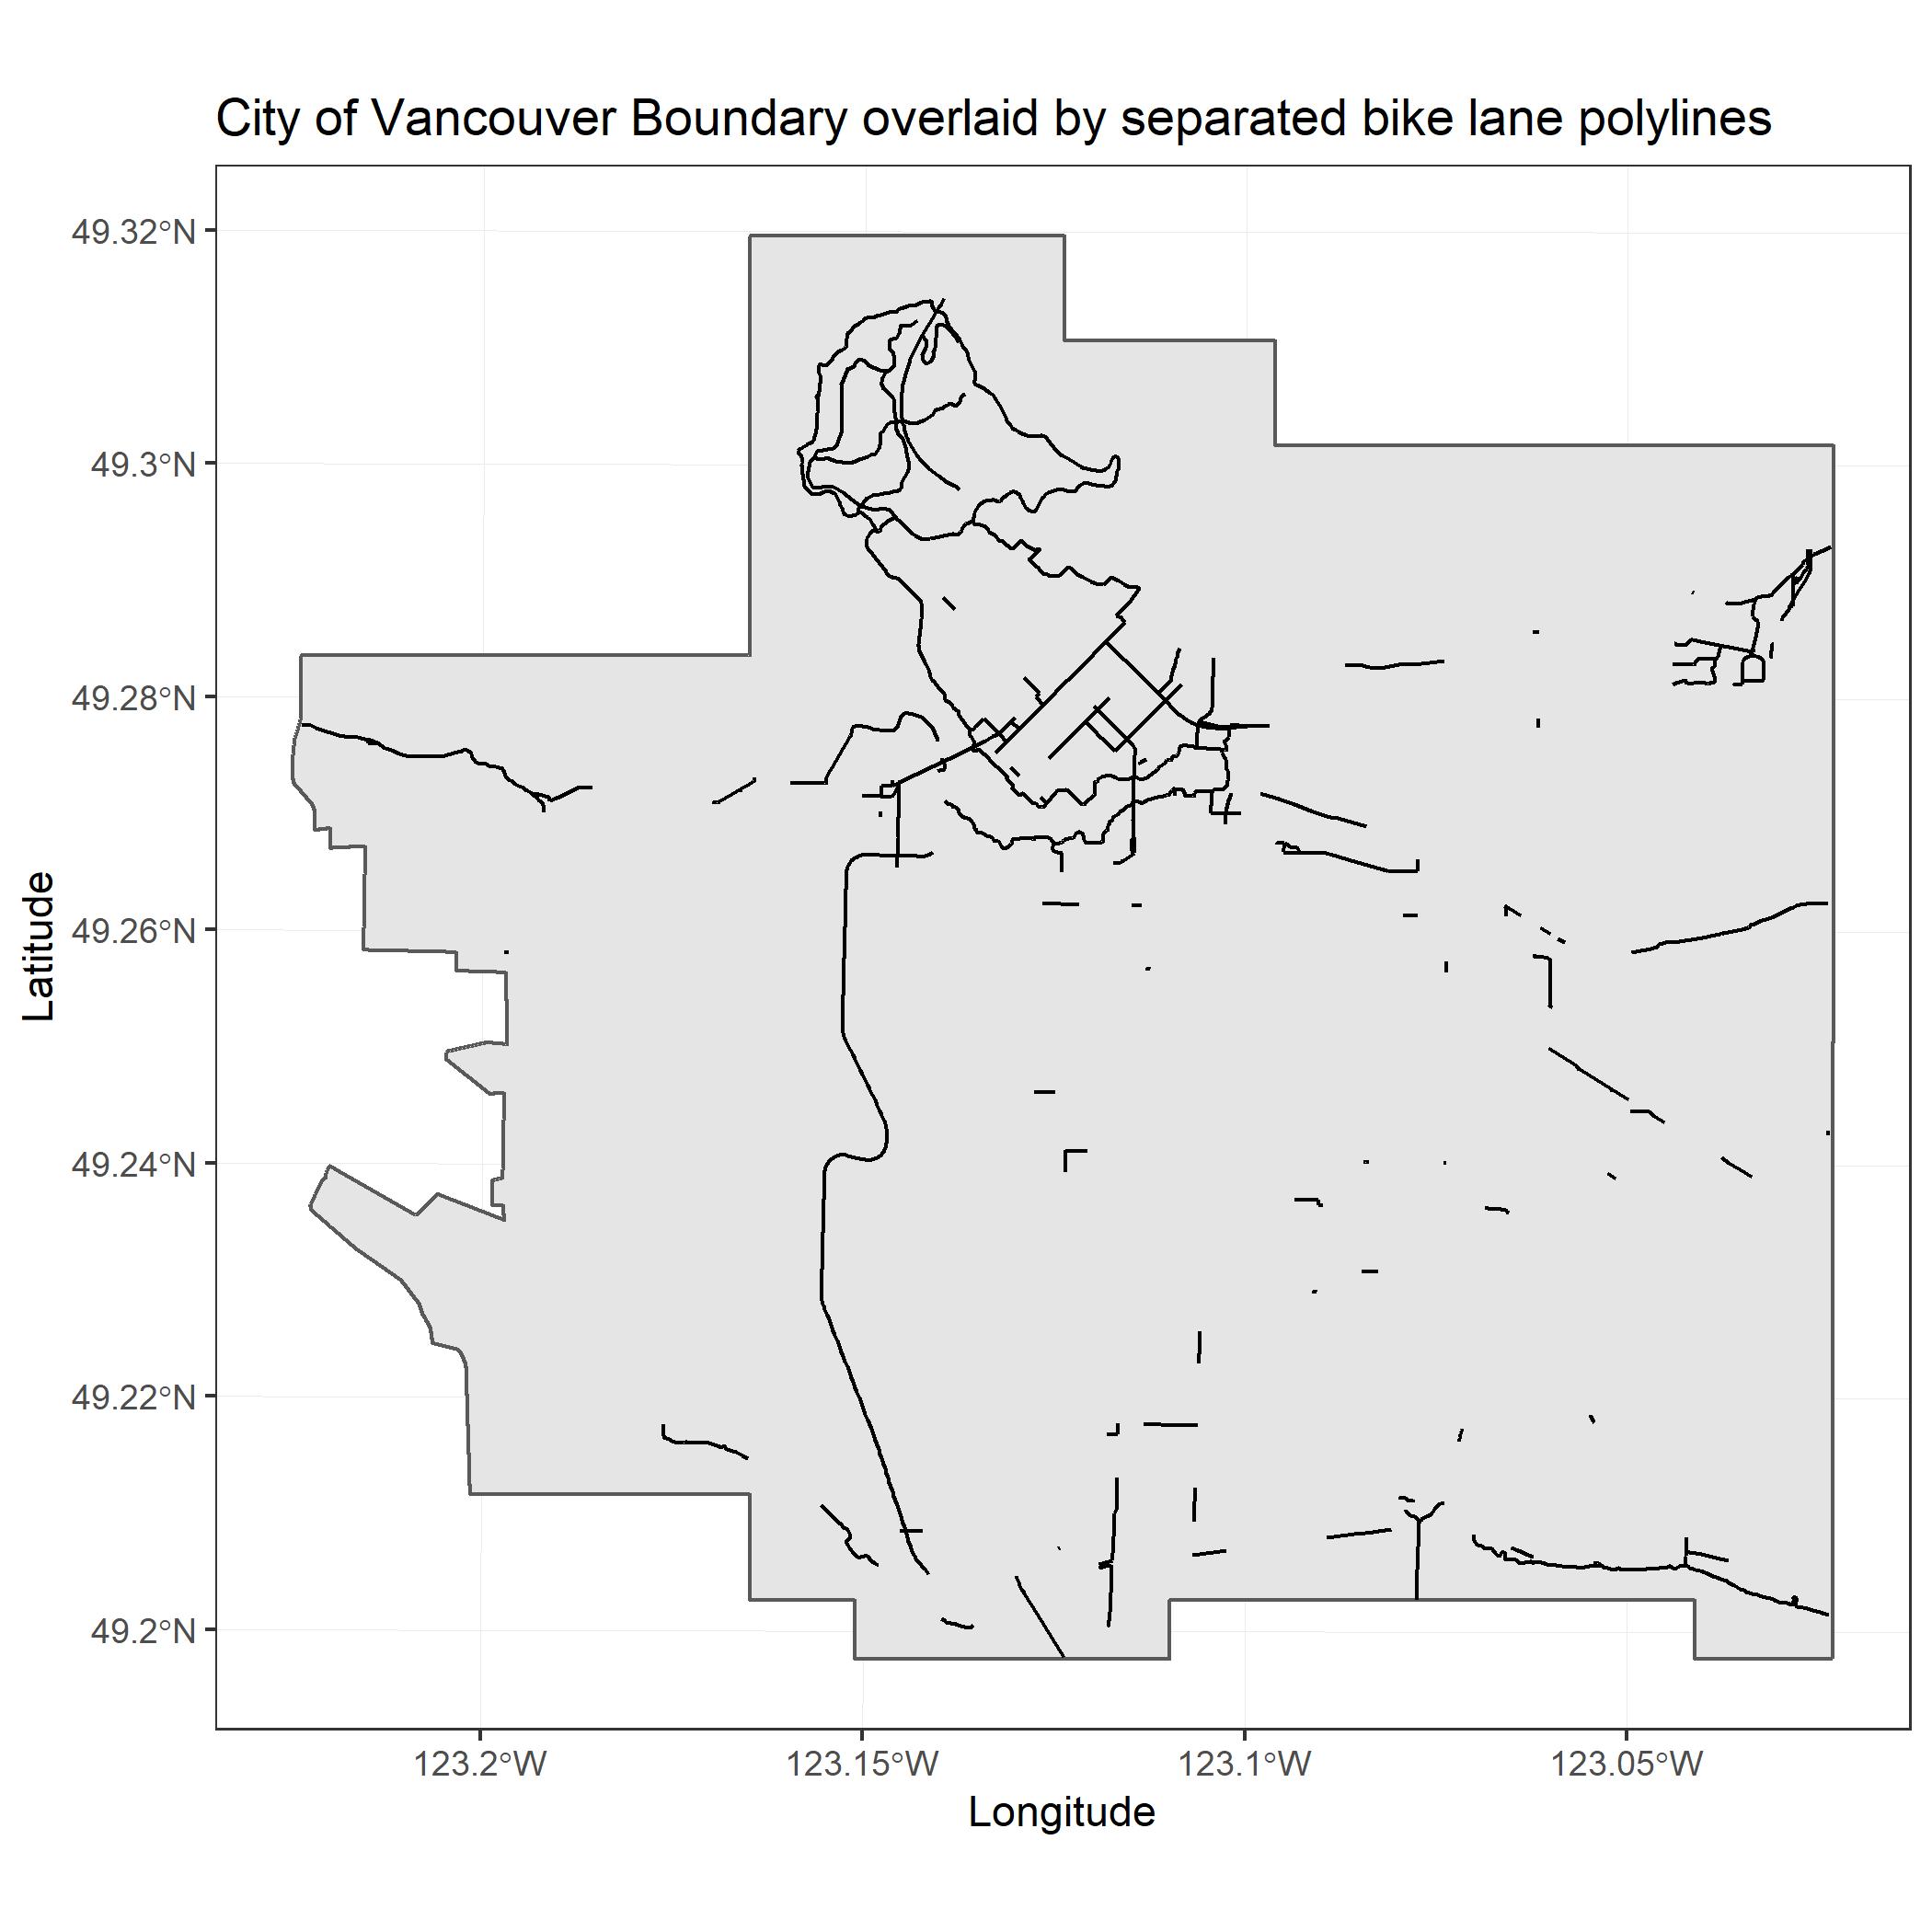 City of Vancouver Boundary overlaid by separated bike lane polylines
49.32°N
49.3°N
49.28°N
49.26°N
49.24°N
49.22°N
49.2°N
Latitude
123.2°W
123.15°W
123.1°W
123.05°W
Longitude